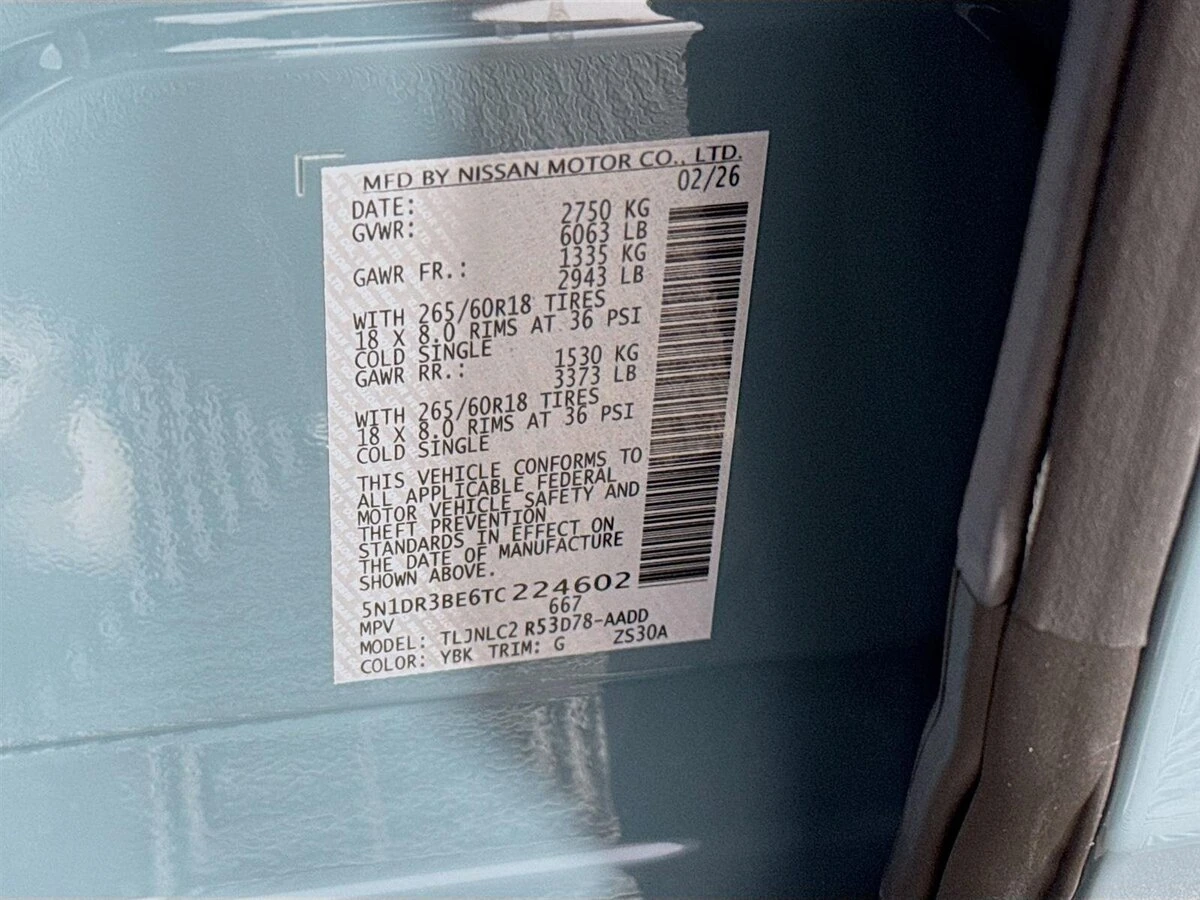 MFD BY NISSAN MOTOR CO., LTD.
DATE: 02/26
GVWR: 2750 KG
6063 LB
GAWR FR.: 1335 KG
2943 LB
WITH 265/60R18 TIRES
18 X 8.0 RIMS AT 36 PSI
COLD SINGLE
GAWR RR.: 1530 KG
3373 LB
WITH 265/60R18 TIRES
18 X 8.0 RIMS AT 36 PSI
COLD SINGLE
THIS VEHICLE CONFORMS TO
ALL APPLICABLE FEDERAL
MOTOR VEHICLE SAFETY AND
THEFT PREVENTION
STANDARDS IN EFFECT ON
THE DATE OF MANUFACTURE
SHOWN ABOVE.
5N1DR3BE6TC224602
MPV 667
MODEL: TLJNLC2 R53D78-AADD
COLOR: YBK TRIM: G ZS30A